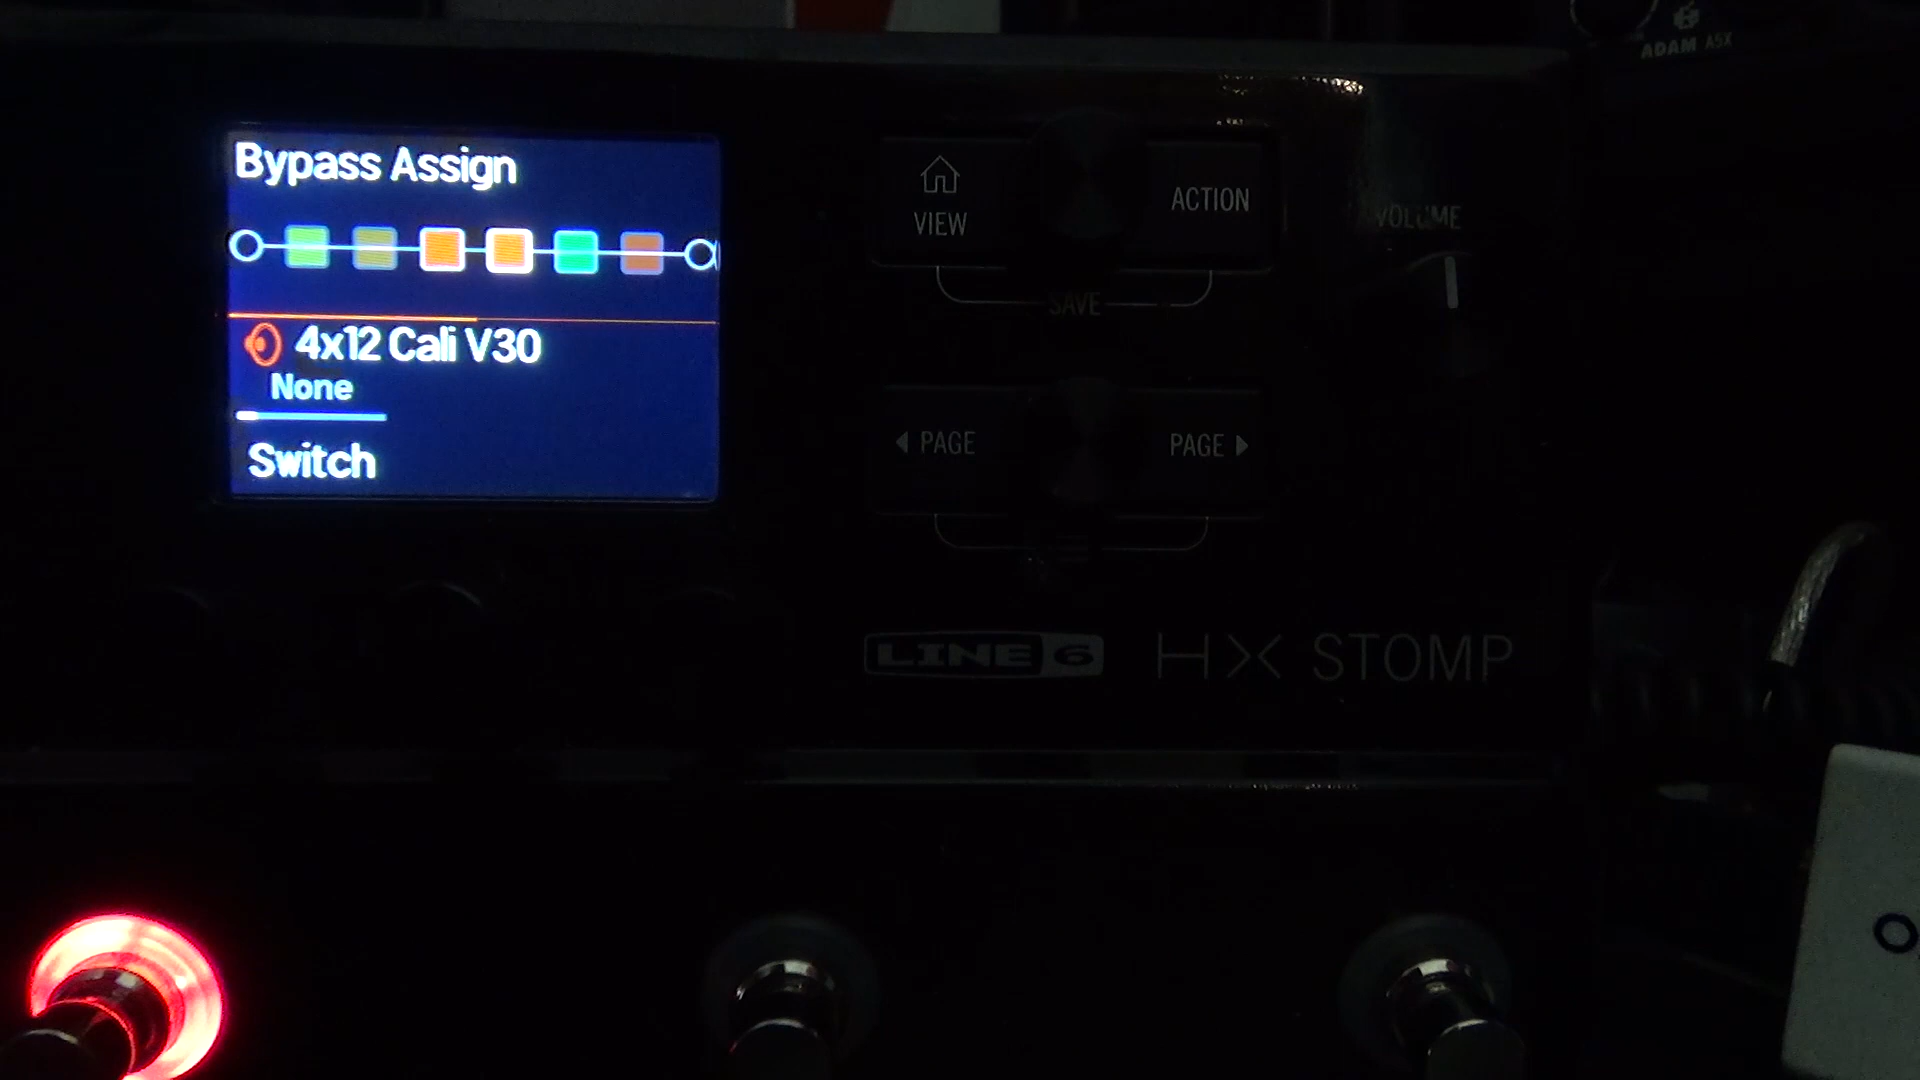 ADAM A5X
Bypass Assign
VIEW
ACTION
VOLUME
SAVE
4x12 Cali V30
None
Switch
PAGE
PAGE
LINE 6
HX STOMP